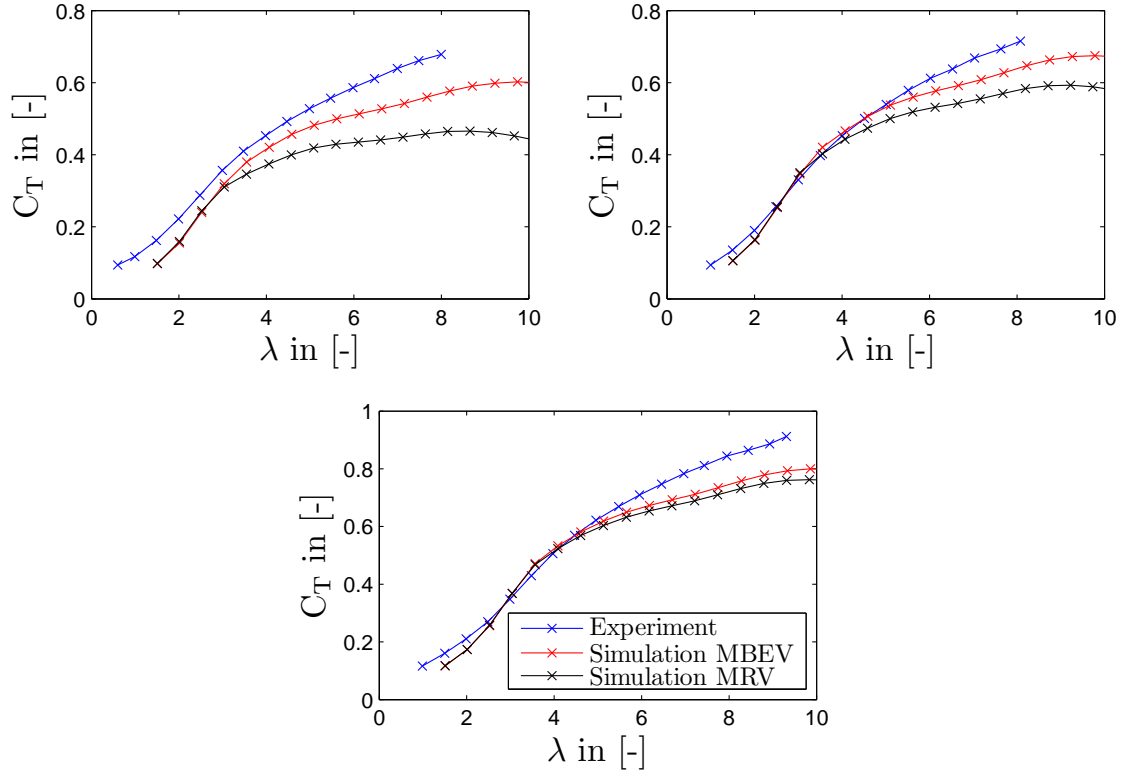 0.8
0.6
0.4
0.2
0
0 2 4 6 8 10
C_T in [-]
λ in [-]
0.8
0.6
0.4
0.2
0
0 2 4 6 8 10
C_T in [-]
λ in [-]
1
0.8
0.6
0.4
0.2
0
0 2 4 6 8 10
C_T in [-]
λ in [-]
Experiment
Simulation MBEV
Simulation MRV